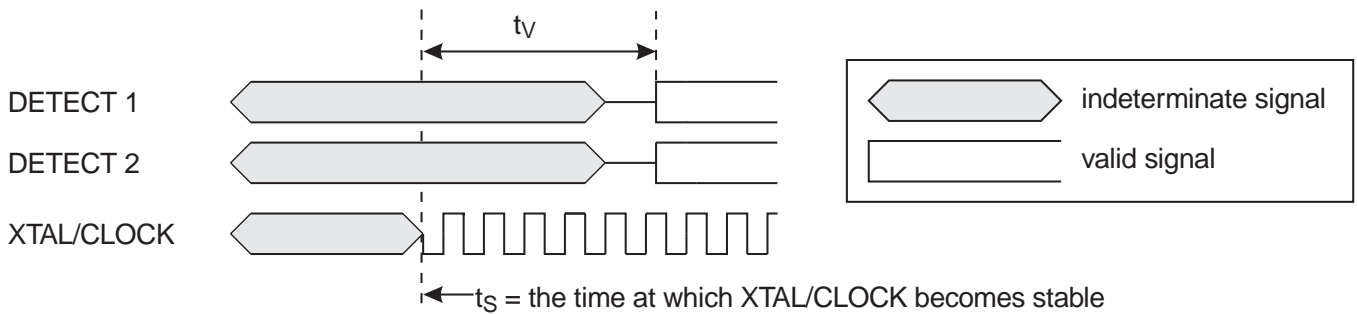 tV
DETECT 1
DETECT 2
XTAL/CLOCK
tS = the time at which XTAL/CLOCK becomes stable
indeterminate signal
valid signal